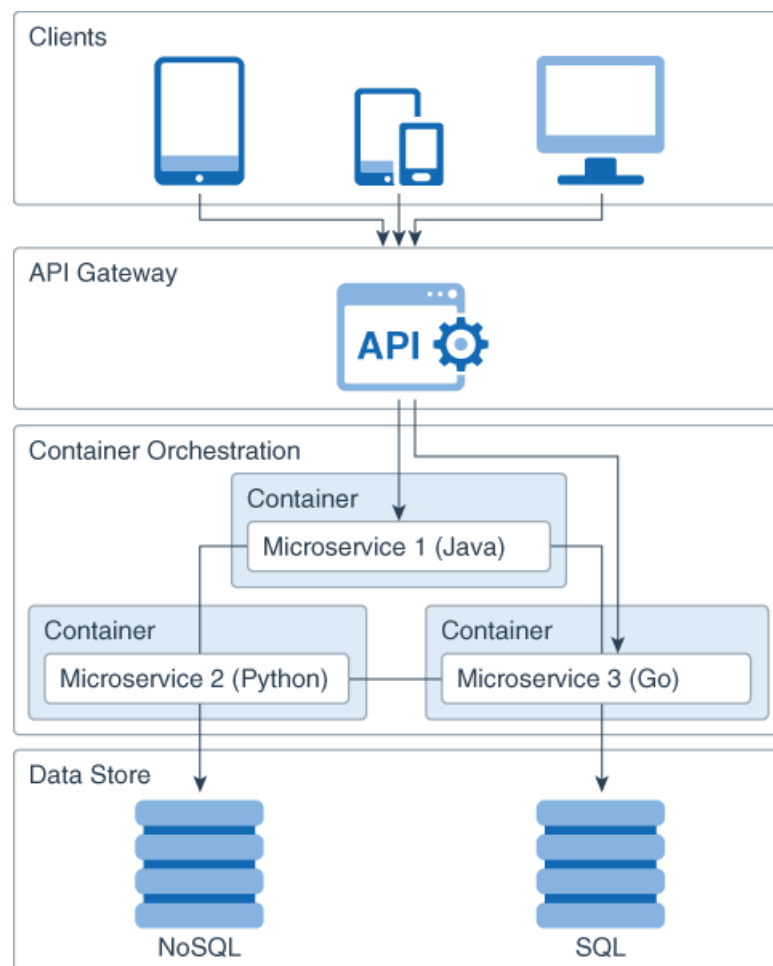 Clients
API Gateway
API
Container Orchestration
Container
Microservice 1 (Java)
Container
Microservice 2 (Python)
Container
Microservice 3 (Go)
Data Store
NoSQL
SQL